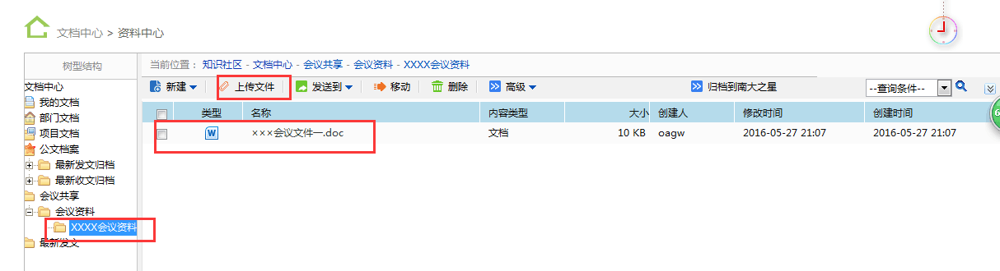 文档中心 > 资料中心
树型结构
文档中心
我的文档
部门文档
项目文档
公文档案
最新发文归档
最新收文归档
会议共享
会议资料
XXXX会议资料
最新发文
当前位置： 知识社区 - 文档中心 - 会议共享 - 会议资料 - XXXX会议资料
新建 上传文件 发送到 移动 删除 高级 归档到南大之星 --查询条件--
类型 名称 内容类型 大小 创建人 修改时间 创建时间
×××会议文件一.doc 文档 10 KB oagw 2016-05-27 21:07 2016-05-27 21:07